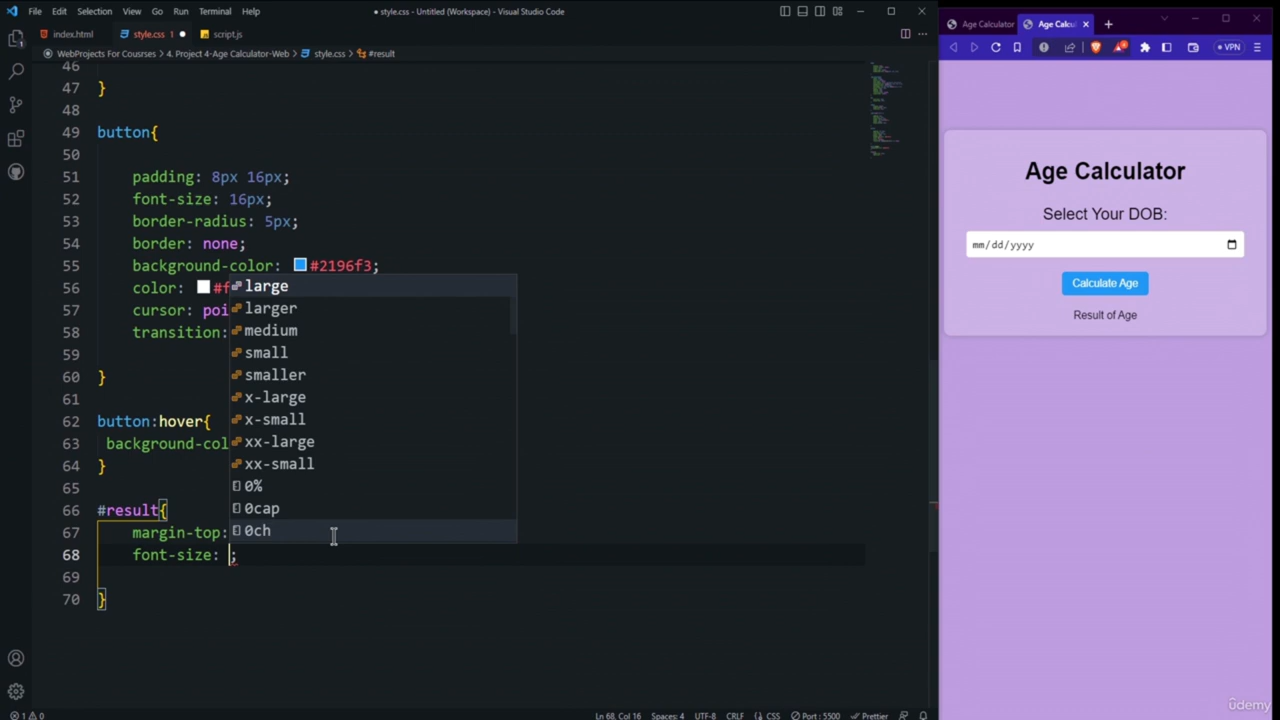 File Edit Selection View Go Run Terminal Help
style.css - Untitled (Workspace) - Visual Studio Code
index.html
style.css 1
script.js
WebProjects For Coursres > 4. Project 4-Age Calculator-Web > style.css > #result
46
47 }
48
49 button{
50
51 padding: 8px 16px;
52 font-size: 16px;
53 border-radius: 5px;
54 border: none;
55 background-color: #2196f3;
56 color: #f
57 cursor: poi
58 transition:
59
60 }
61
62 button:hover{
63 background-col
64 }
65
66 #result{
67 margin-top:
68 font-size: ;
69
70 }
large
larger
medium
small
smaller
x-large
x-small
xx-large
xx-small
0%
0cap
0ch
1 0
Ln 68, Col 16 Spaces: 4 UTF-8 CRLF {} CSS Port : 5500 Prettier
Age Calculator
Age Calcu
VPN
Age Calculator
Select Your DOB:
mm/dd/yyyy
Calculate Age
Result of Age
udemy